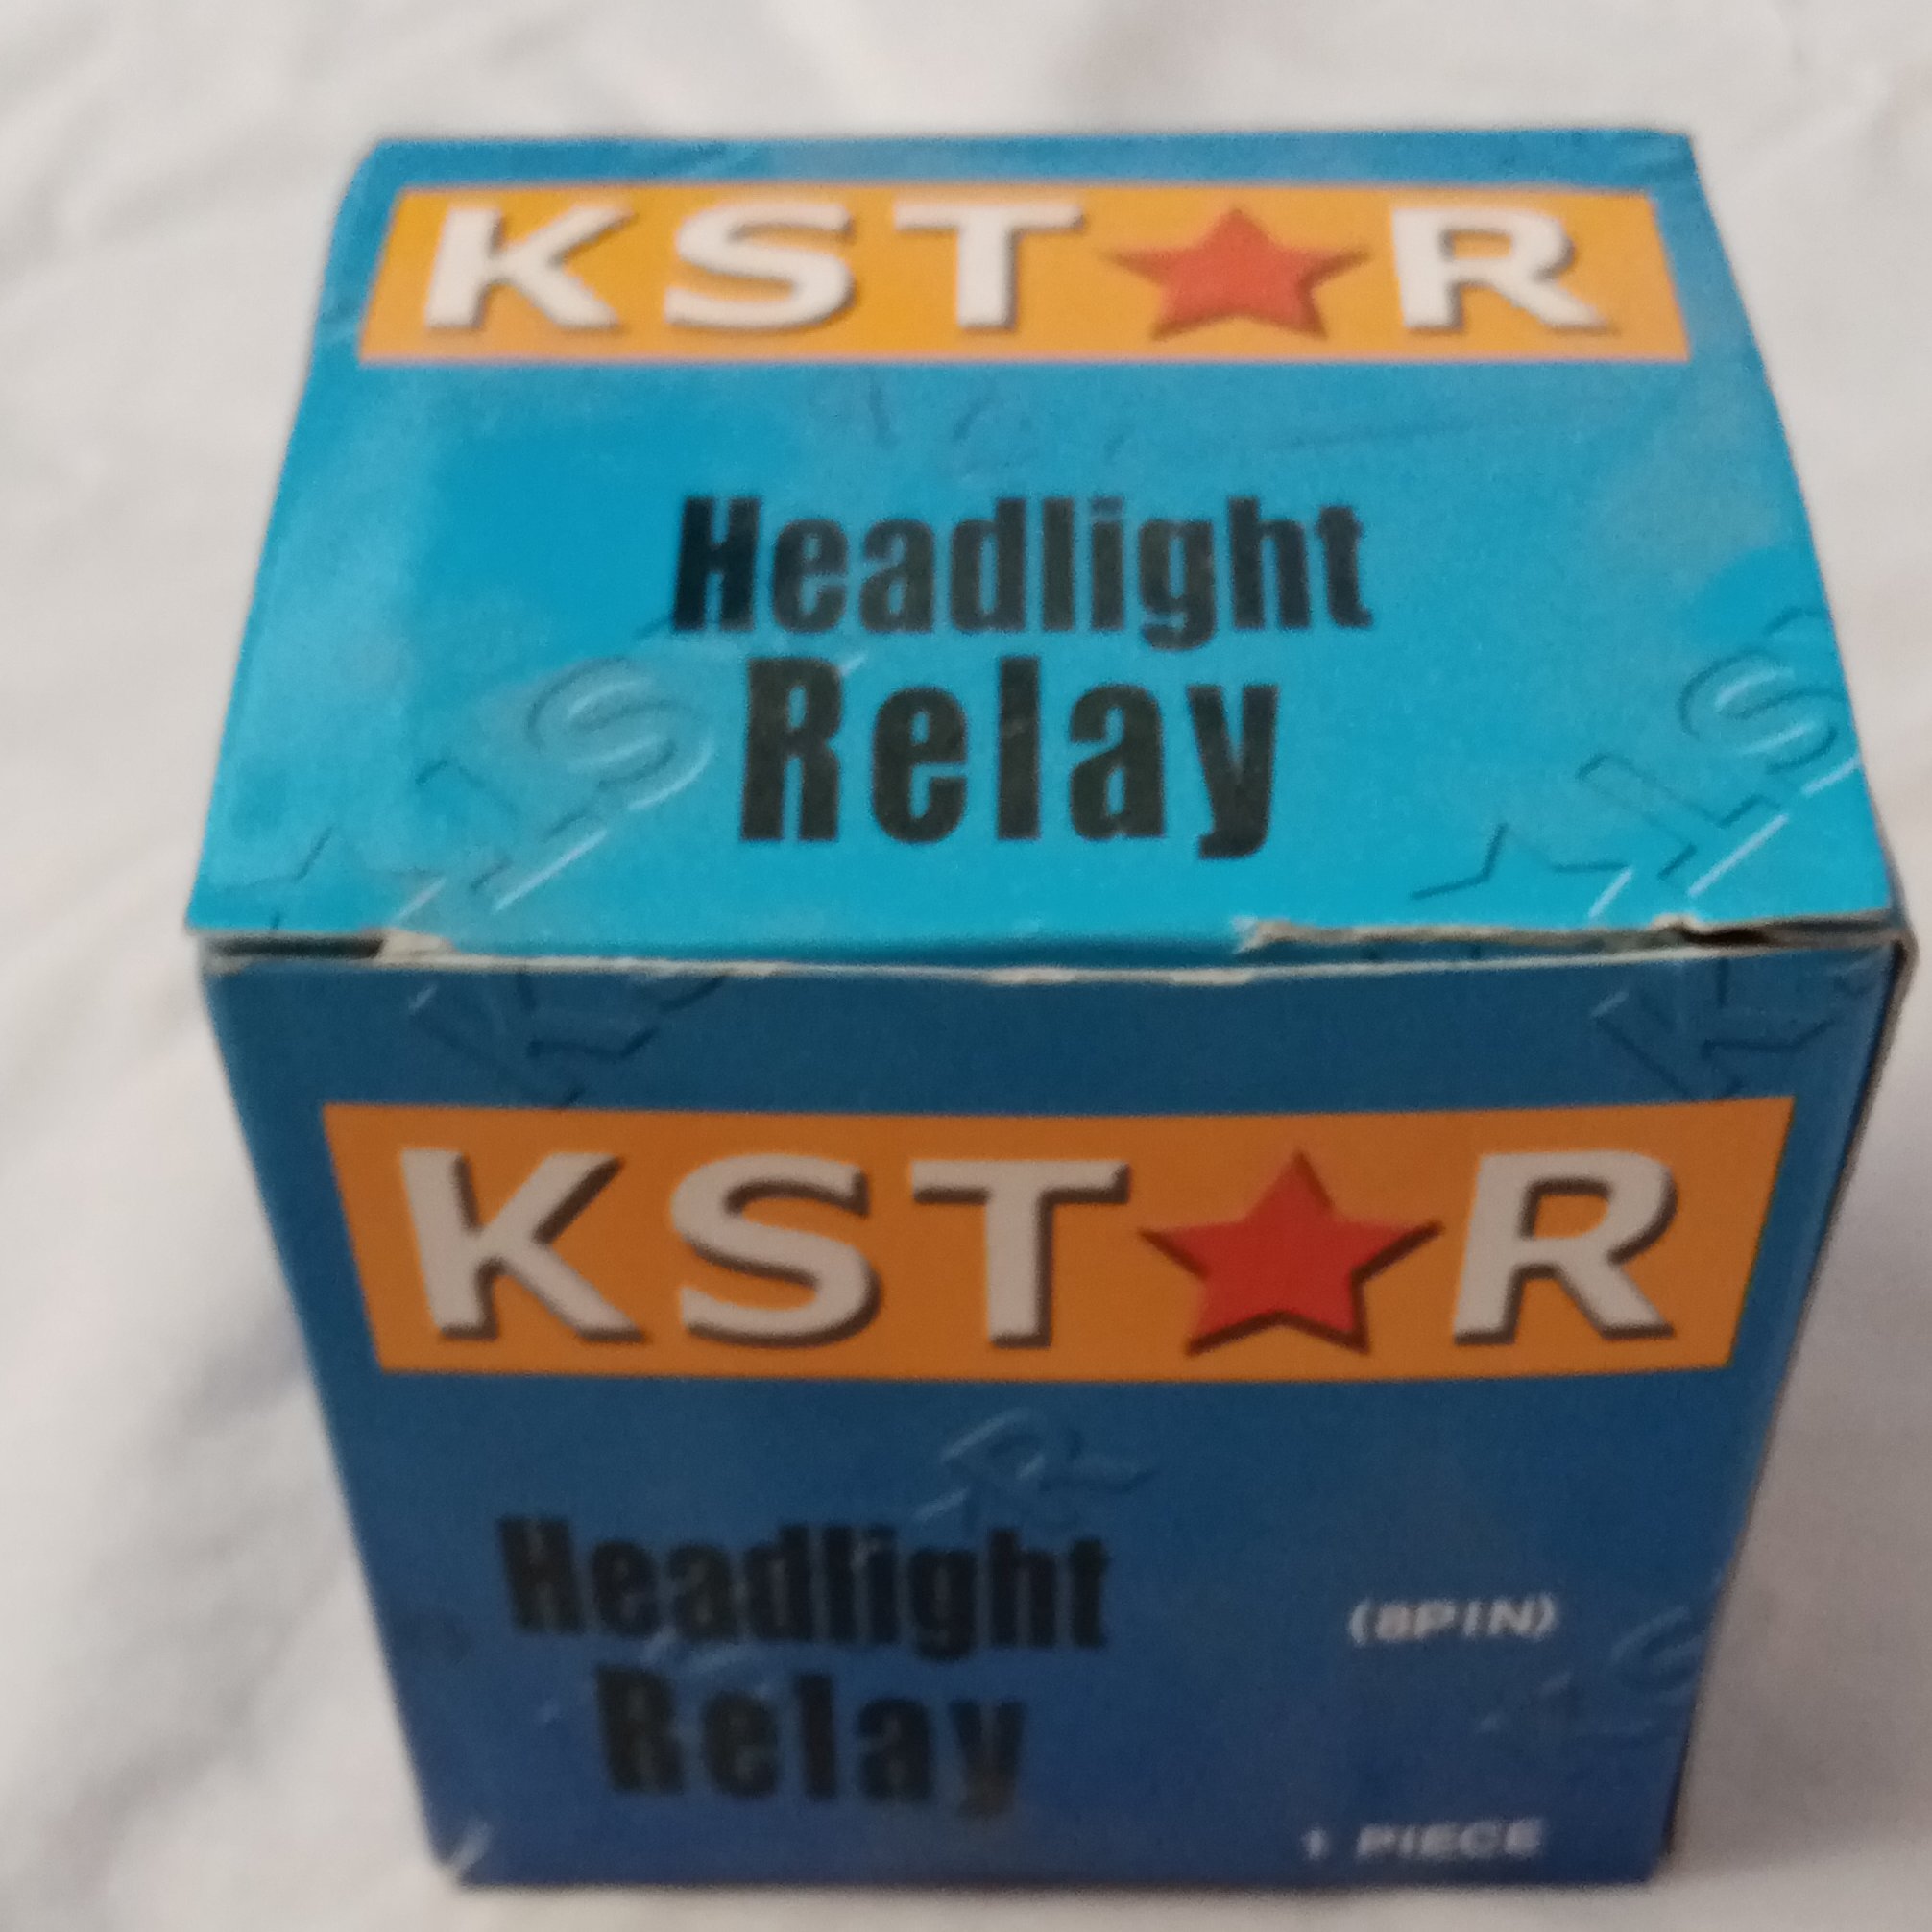 KST★R
Headlight
Relay
KST★R
Headlight
Relay
(8PIN)
1 PIECE